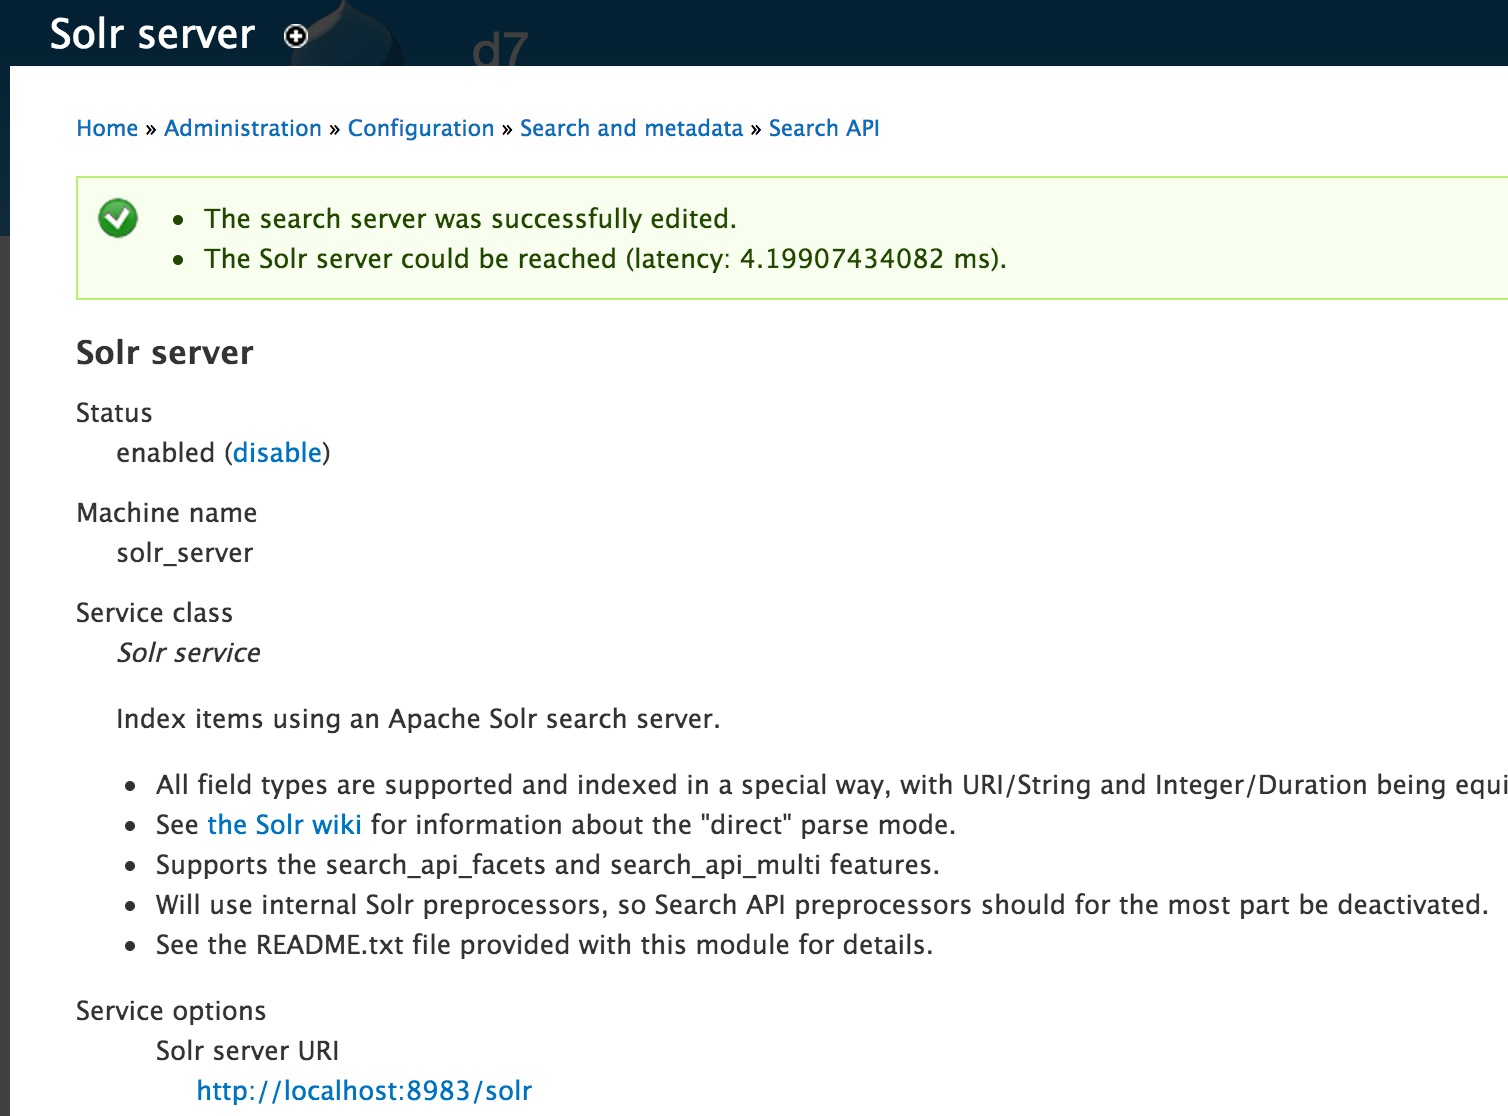 Solr server
d7
Home » Administration » Configuration » Search and metadata » Search API
• The search server was successfully edited.
• The Solr server could be reached (latency: 4.19907434082 ms).
Solr server
Status
enabled (disable)
Machine name
solr_server
Service class
Solr service
Index items using an Apache Solr search server.
• All field types are supported and indexed in a special way, with URI/String and Integer/Duration being equi
• See the Solr wiki for information about the "direct" parse mode.
• Supports the search_api_facets and search_api_multi features.
• Will use internal Solr preprocessors, so Search API preprocessors should for the most part be deactivated.
• See the README.txt file provided with this module for details.
Service options
Solr server URI
http://localhost:8983/solr